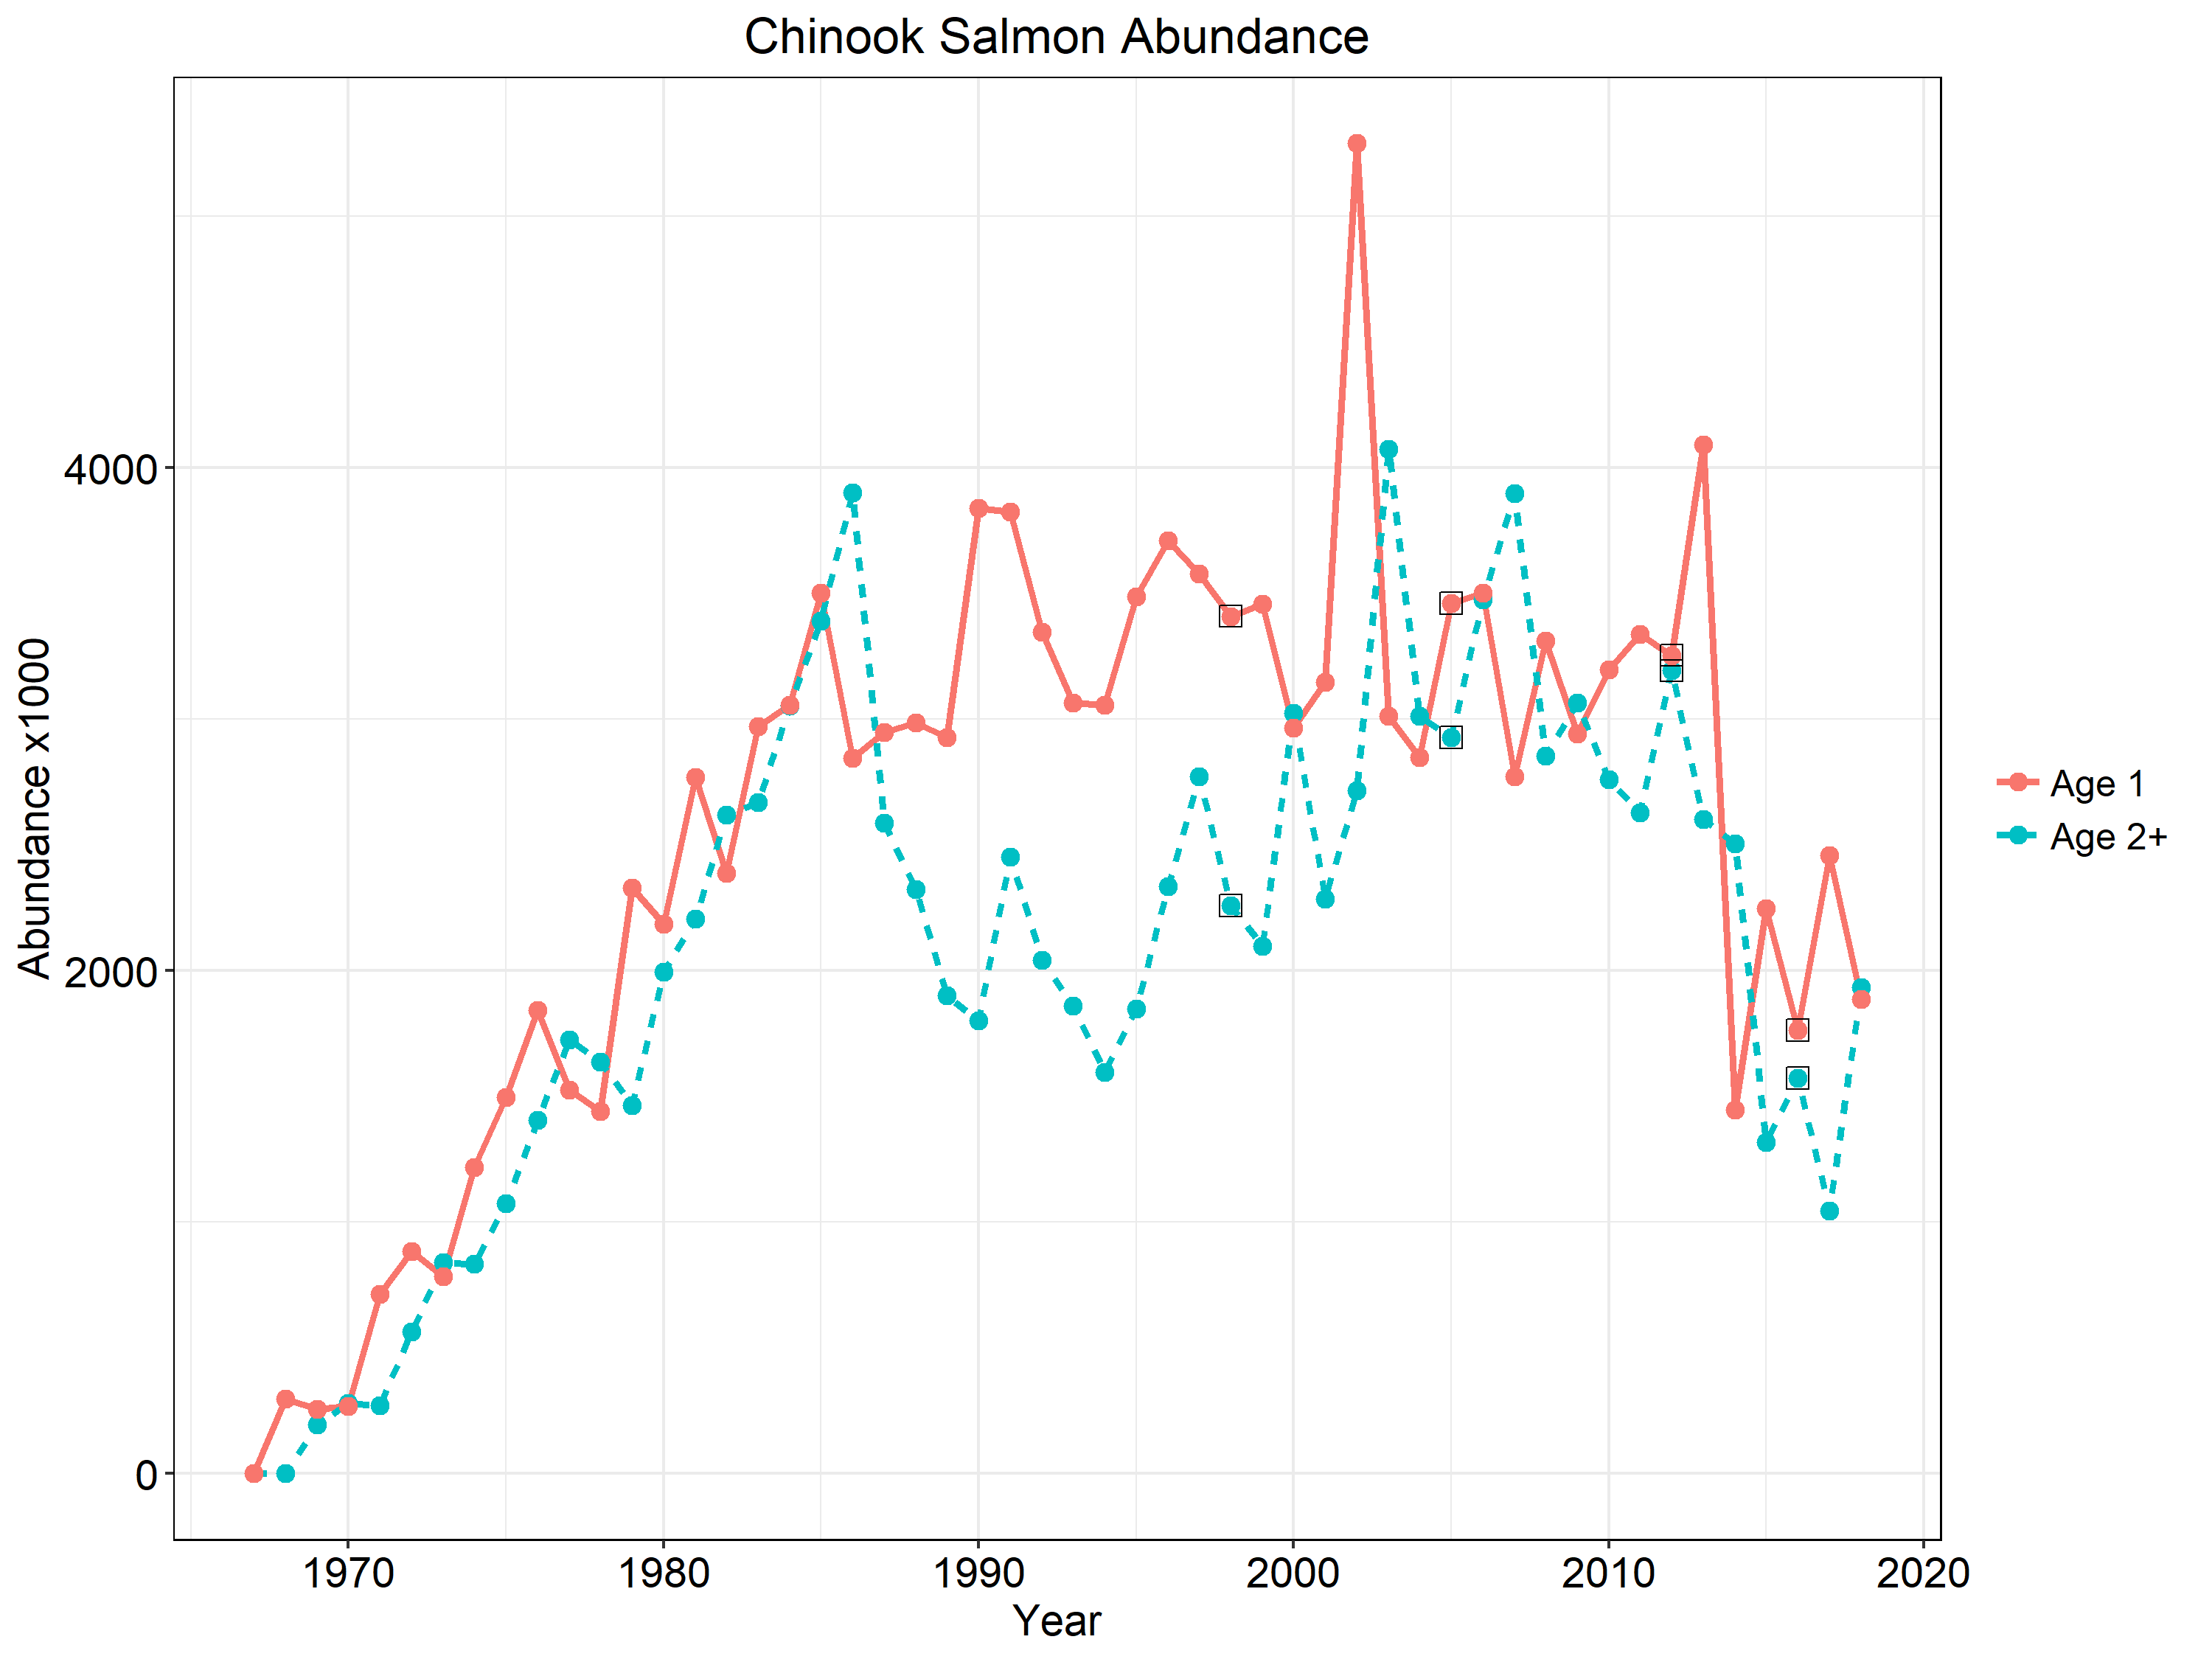 Chinook Salmon Abundance
Abundance x1000
4000
2000
0
1970 1980 1990 2000 2010 2020
Year
Age 1
Age 2+